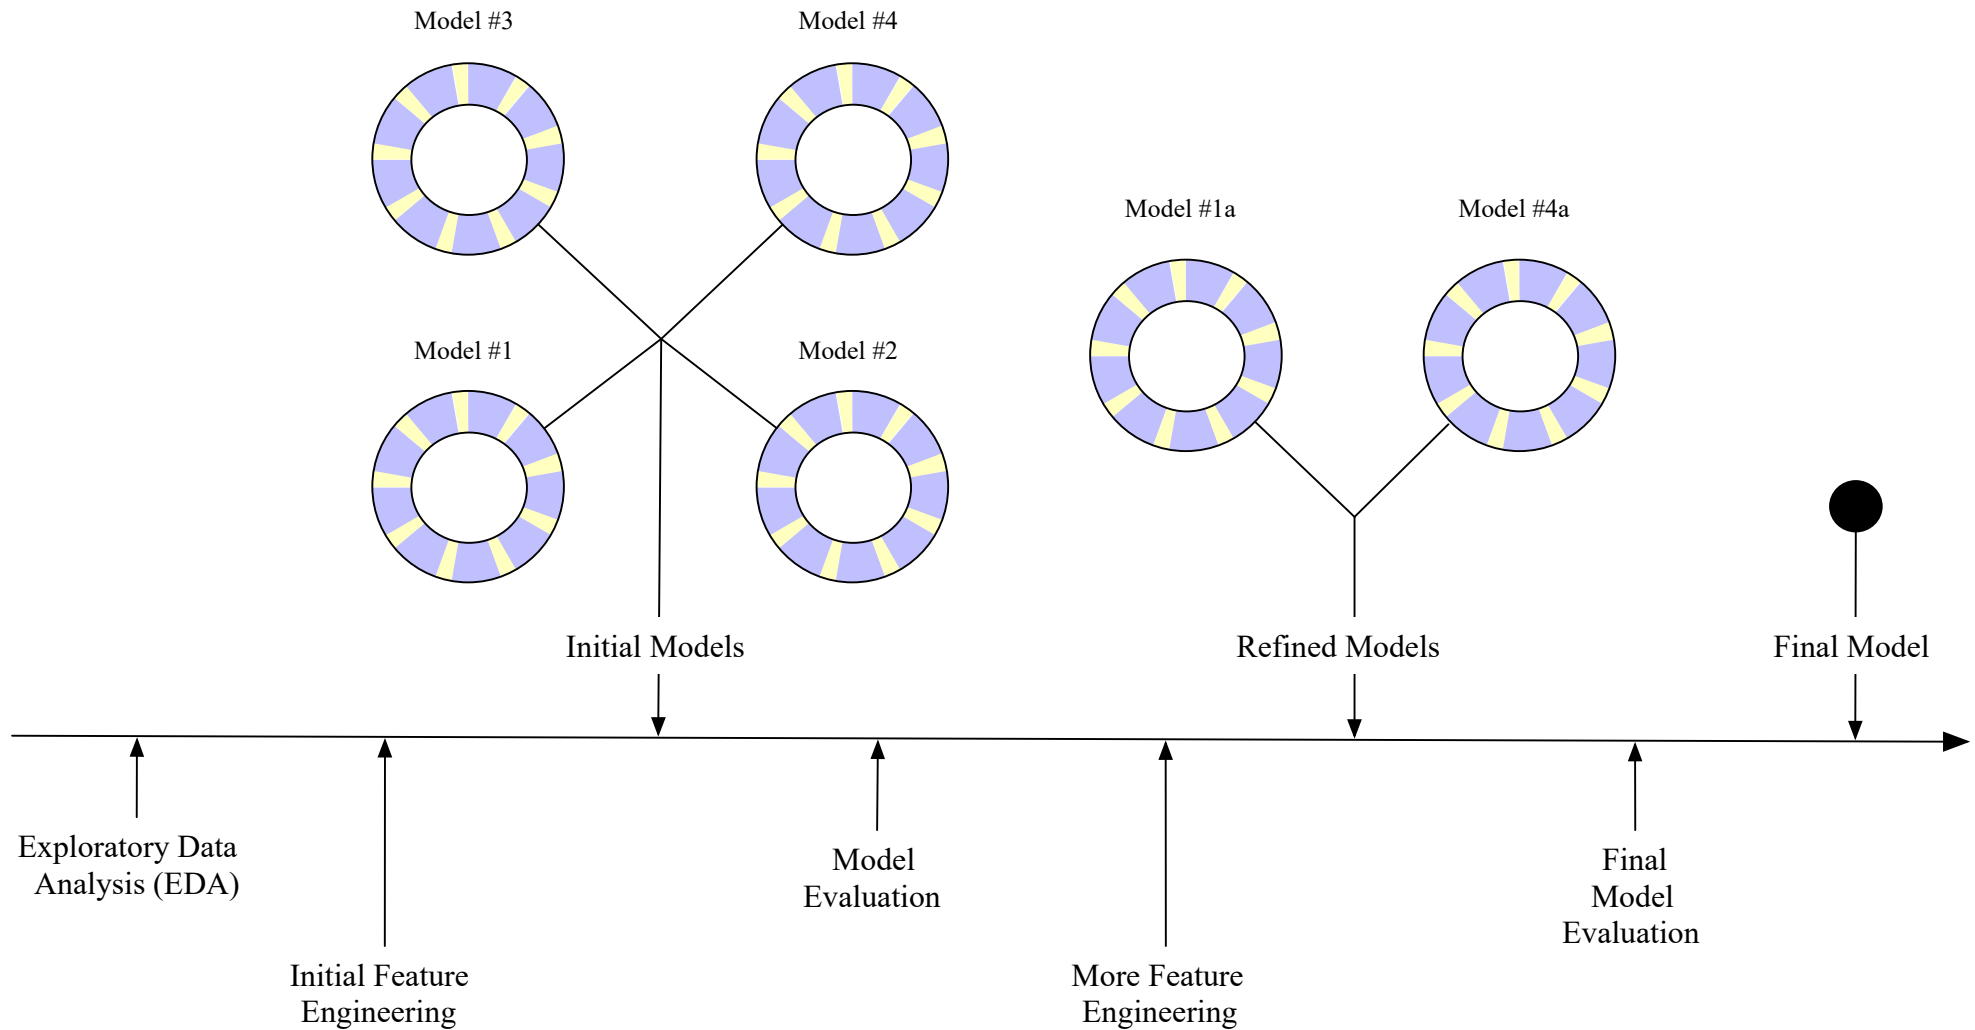 Model #3
Model #4
Model #1a
Model #4a
Model #1
Model #2
Initial Models
Refined Models
Final Model
Exploratory Data
Analysis (EDA)
Model
Evaluation
Final
Model
Evaluation
Initial Feature
Engineering
More Feature
Engineering